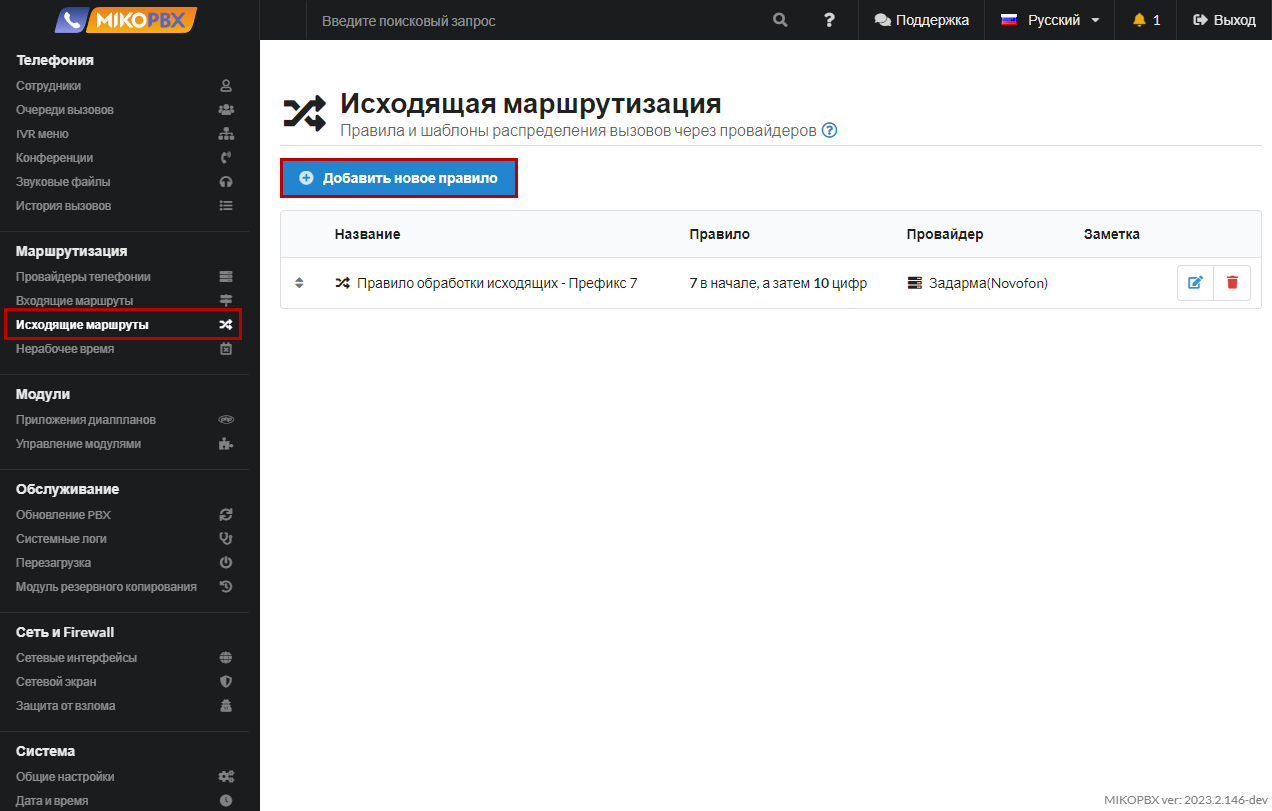 MIKOPBX
Введите поисковый запрос
?
Поддержка
Русский
1
Выход
Телефония
Сотрудники
Очереди вызовов
IVR меню
Конференции
Звуковые файлы
История вызовов
Маршрутизация
Провайдеры телефонии
Входящие маршруты
Исходящие маршруты
Нерабочее время
Модули
Приложения диалпланов
php
Управление модулями
Обслуживание
Обновление PBX
Системные логи
Перезагрузка
Модуль резервного копирования
Сеть и Firewall
Сетевые интерфейсы
Сетевой экран
Защита от взлома
Система
Общие настройки
Дата и время
Исходящая маршрутизация
Правила и шаблоны распределения вызовов через провайдеров ?
Добавить новое правило
Название Правило Провайдер Заметка
Правило обработки исходящих - Префикс 7 7 в начале, а затем 10 цифр Задарма(Novofon)
MIKOPBX ver: 2023.2.146-dev